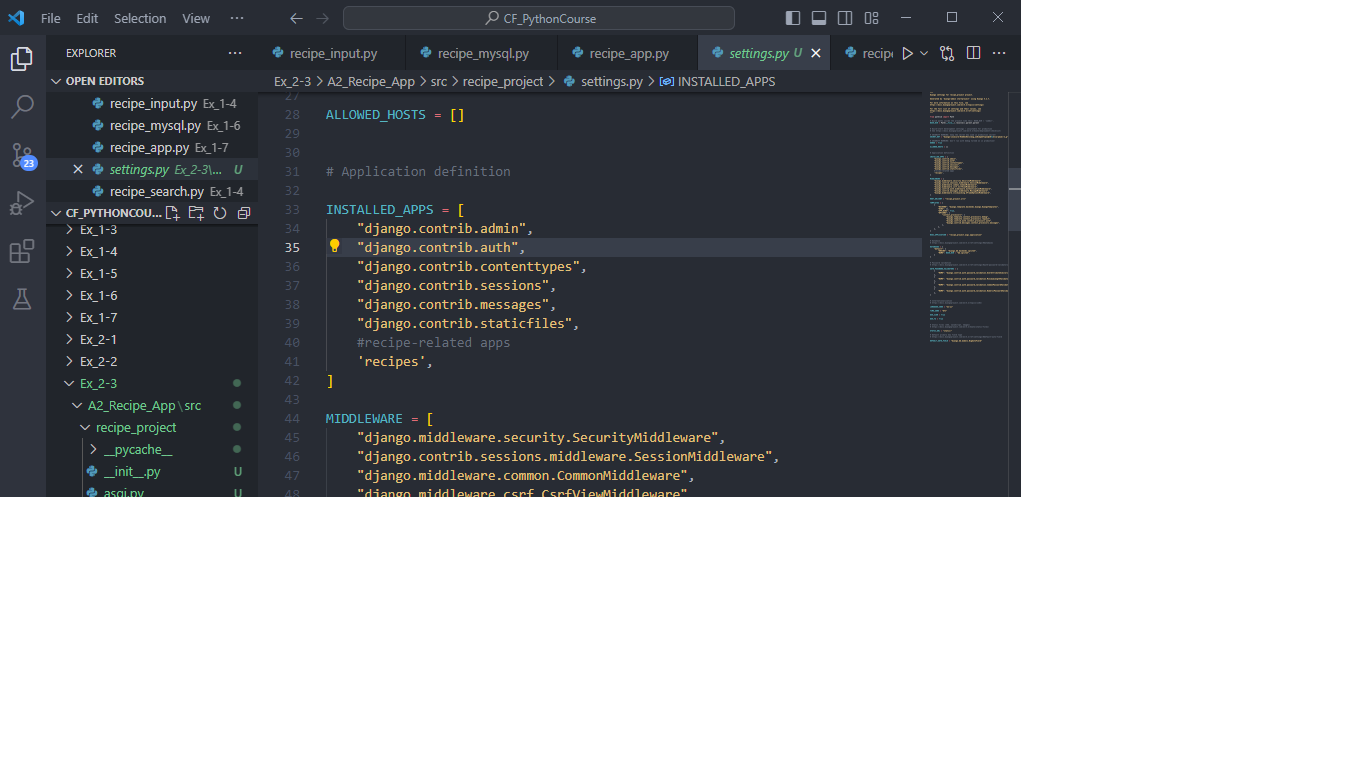 File Edit Selection View ··· CF_PythonCourse
EXPLORER ···
recipe_input.py recipe_mysql.py recipe_app.py settings.py U
OPEN EDITORS
recipe_input.py Ex_1-4
recipe_mysql.py Ex_1-6
recipe_app.py Ex_1-7
settings.py Ex_2-3\... U
recipe_search.py Ex_1-4
23
CF_PYTHONCOU...
Ex_1-3
Ex_1-4
Ex_1-5
Ex_1-6
Ex_1-7
Ex_2-1
Ex_2-2
Ex_2-3
A2_Recipe_App\src
recipe_project
__pycache__
__init__.py U
asgi.py U
Ex_2-3 > A2_Recipe_App > src > recipe_project > settings.py > INSTALLED_APPS
27
28 ALLOWED_HOSTS = []
29
30
31 # Application definition
32
33 INSTALLED_APPS = [
34 "django.contrib.admin",
35 "django.contrib.auth",
36 "django.contrib.contenttypes",
37 "django.contrib.sessions",
38 "django.contrib.messages",
39 "django.contrib.staticfiles",
40 #recipe-related apps
41 'recipes',
42 ]
43
44 MIDDLEWARE = [
45 "django.middleware.security.SecurityMiddleware",
46 "django.contrib.sessions.middleware.SessionMiddleware",
47 "django.middleware.common.CommonMiddleware",
48 "django.middleware.csrf.CsrfViewMiddleware"